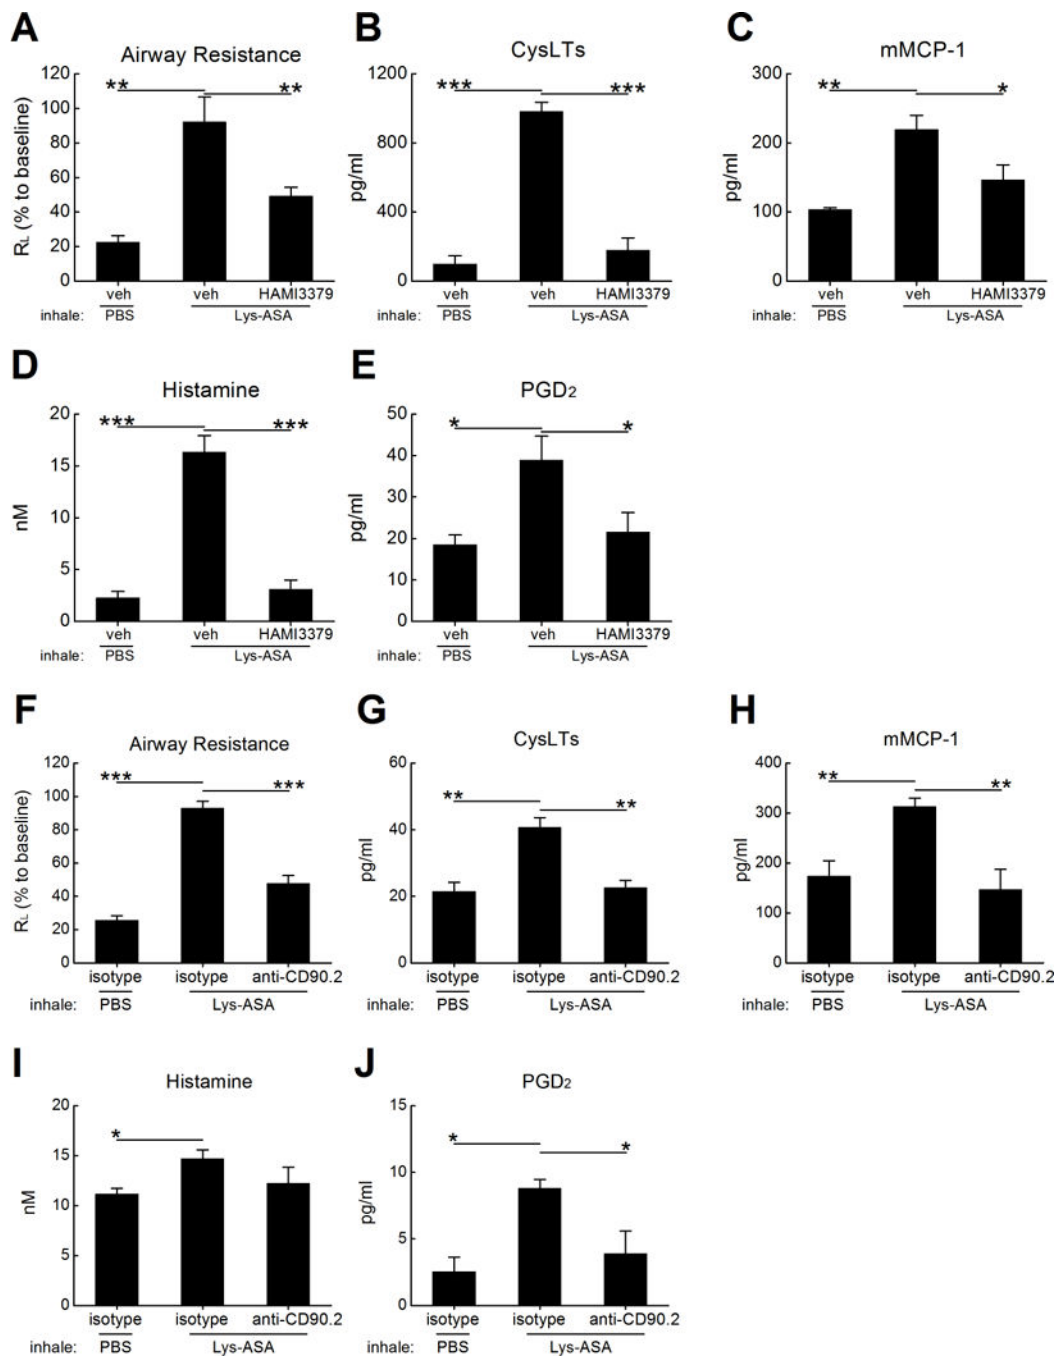 A
Airway Resistance
120
100
80
60
40
20
0
RL (% to baseline)
**
**
veh
veh
HAMI3379
inhale:
PBS
Lys-ASA
B
CysLTs
1200
800
400
0
pg/ml
***
***
veh
veh
HAMI3379
PBS
Lys-ASA
C
mMCP-1
300
200
100
0
pg/ml
**
*
veh
veh
HAMI3379
PBS
Lys-ASA
D
Histamine
20
15
10
5
0
nM
***
***
veh
veh
HAMI3379
inhale:
PBS
Lys-ASA
E
PGD2
50
40
30
20
10
0
pg/ml
*
*
veh
veh
HAMI3379
inhale:
PBS
Lys-ASA
F
Airway Resistance
120
100
80
60
40
20
0
RL (% to baseline)
***
***
isotype
isotype
anti-CD90.2
inhale:
PBS
Lys-ASA
G
CysLTs
60
40
20
0
pg/ml
**
**
isotype
isotype
anti-CD90.2
inhale:
PBS
Lys-ASA
H
mMCP-1
400
300
200
100
0
pg/ml
**
**
isotype
isotype
anti-CD90.2
inhale:
PBS
Lys-ASA
I
Histamine
20
15
10
5
0
nM
*
isotype
isotype
anti-CD90.2
inhale:
PBS
Lys-ASA
J
PGD2
15
10
5
0
pg/ml
*
*
isotype
isotype
anti-CD90.2
inhale:
PBS
Lys-ASA